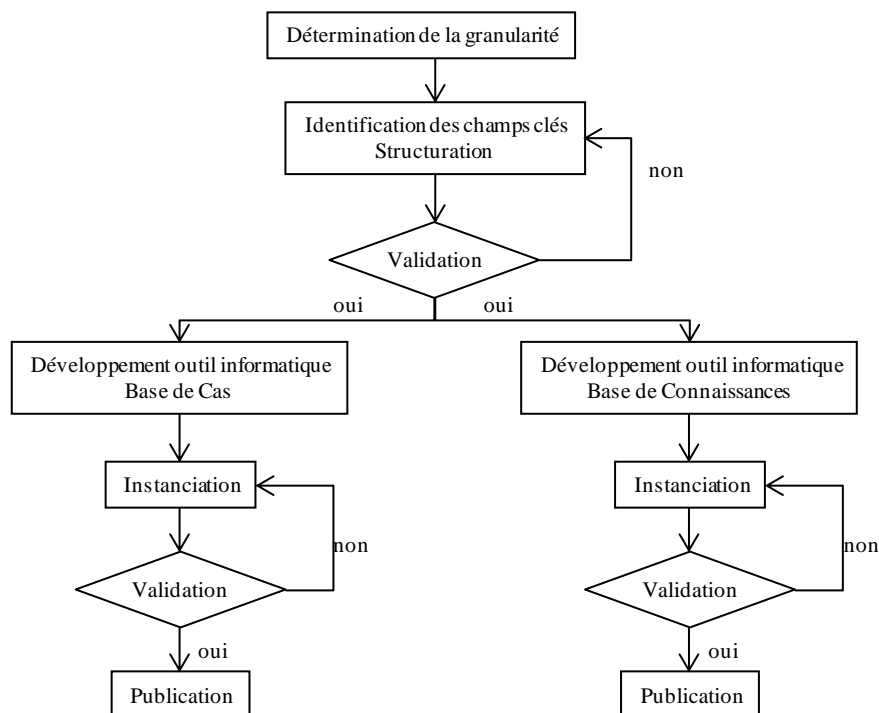 Détermination de la granularité
Identification des champs clés
Structuration
non
Validation
oui
oui
Développement outil informatique
Base de Cas
Développement outil informatique
Base de Connaissances
Instanciation
Instanciation
non
non
Validation
Validation
oui
oui
Publication
Publication